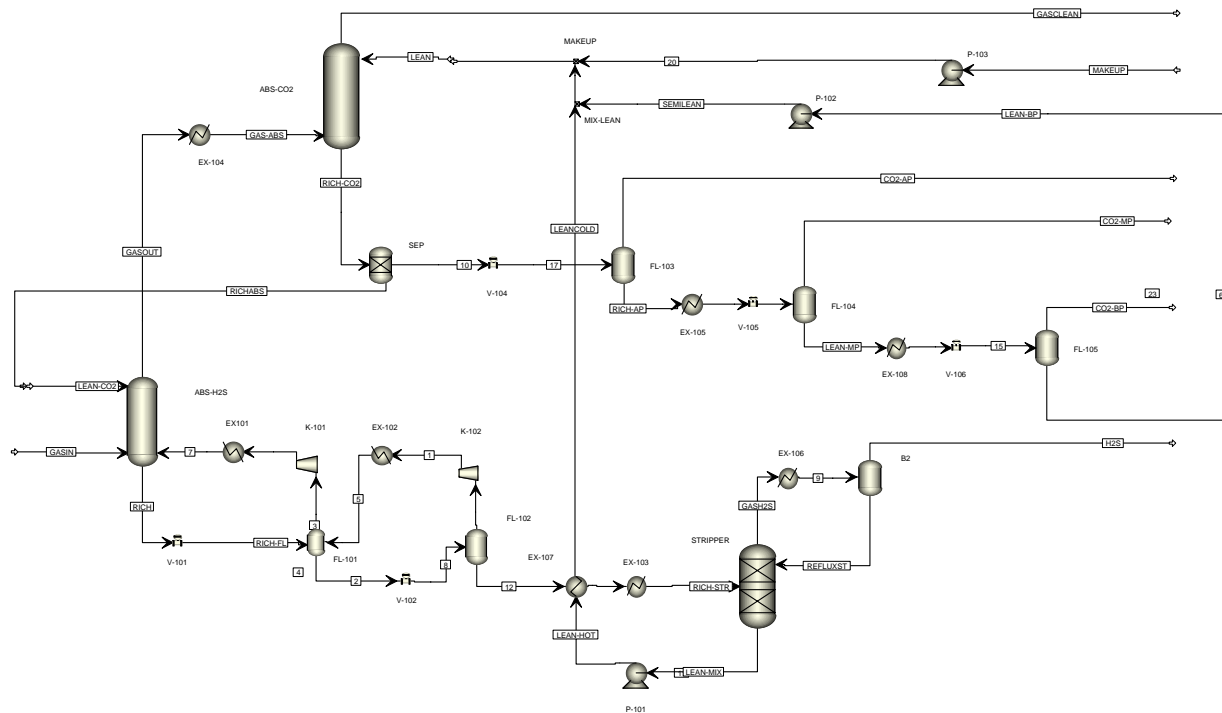 GASCLEAN
MAKEUP
P-103
LEAN
20
MAKEUP
ABS-CO2
P-102
SEMILEAN
LEAN-BP
MIX-LEAN
GAS-ABS
EX-104
RICH-CO2
CO2-AP
CO2-MP
LEANCOLD
GASOUT
SEP
10
17
FL-103
V-104
RICHABS
23
CO2-BP
RICH-AP
FL-104
EX-105
V-105
LEAN-MP
15
FL-105
EX-108
V-106
LEAN-CO2
ABS-H2S
EX101
K-101
EX-102
K-102
H2S
GASIN
7
1
EX-106
B2
9
5
GASH2S
RICH
3
FL-102
RICH-FL
STRIPPER
V-101
FL-101
EX-107
EX-103
REFLUXST
4
2
8
V-102
12
RICH-STR
LEAN-HOT
LEAN-MIX
P-101